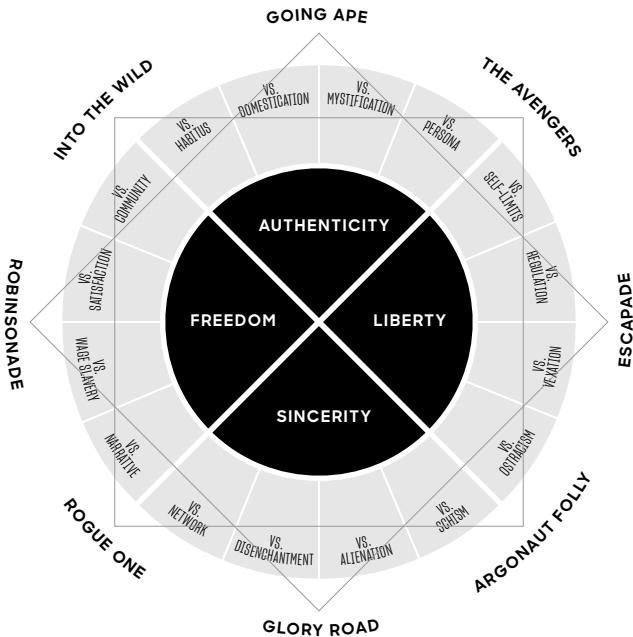 GOING APE
INTO THE WILD
THE AVENGERS
VS.
DOMESTICATION
VS.
MYSTIFICATION
VS.
HABITUS
VS.
PERSONA
VS.
COMMUNITY
VS.
SELF-LIMITS
AUTHENTICITY
VS.
SATISFACTION
VS.
REGULATION
ROBINSONADE
FREEDOM
LIBERTY
ESCAPADE
VS.
WAGE SLAVERY
VS.
VEXATION
SINCERITY
VS.
NARRATIVE
VS.
OSTRACISM
VS.
NETWORK
VS.
SCHISM
VS.
DISENCHANTMENT
VS.
ALIENATION
ROGUE ONE
ARGONAUT FOLLY
GLORY ROAD